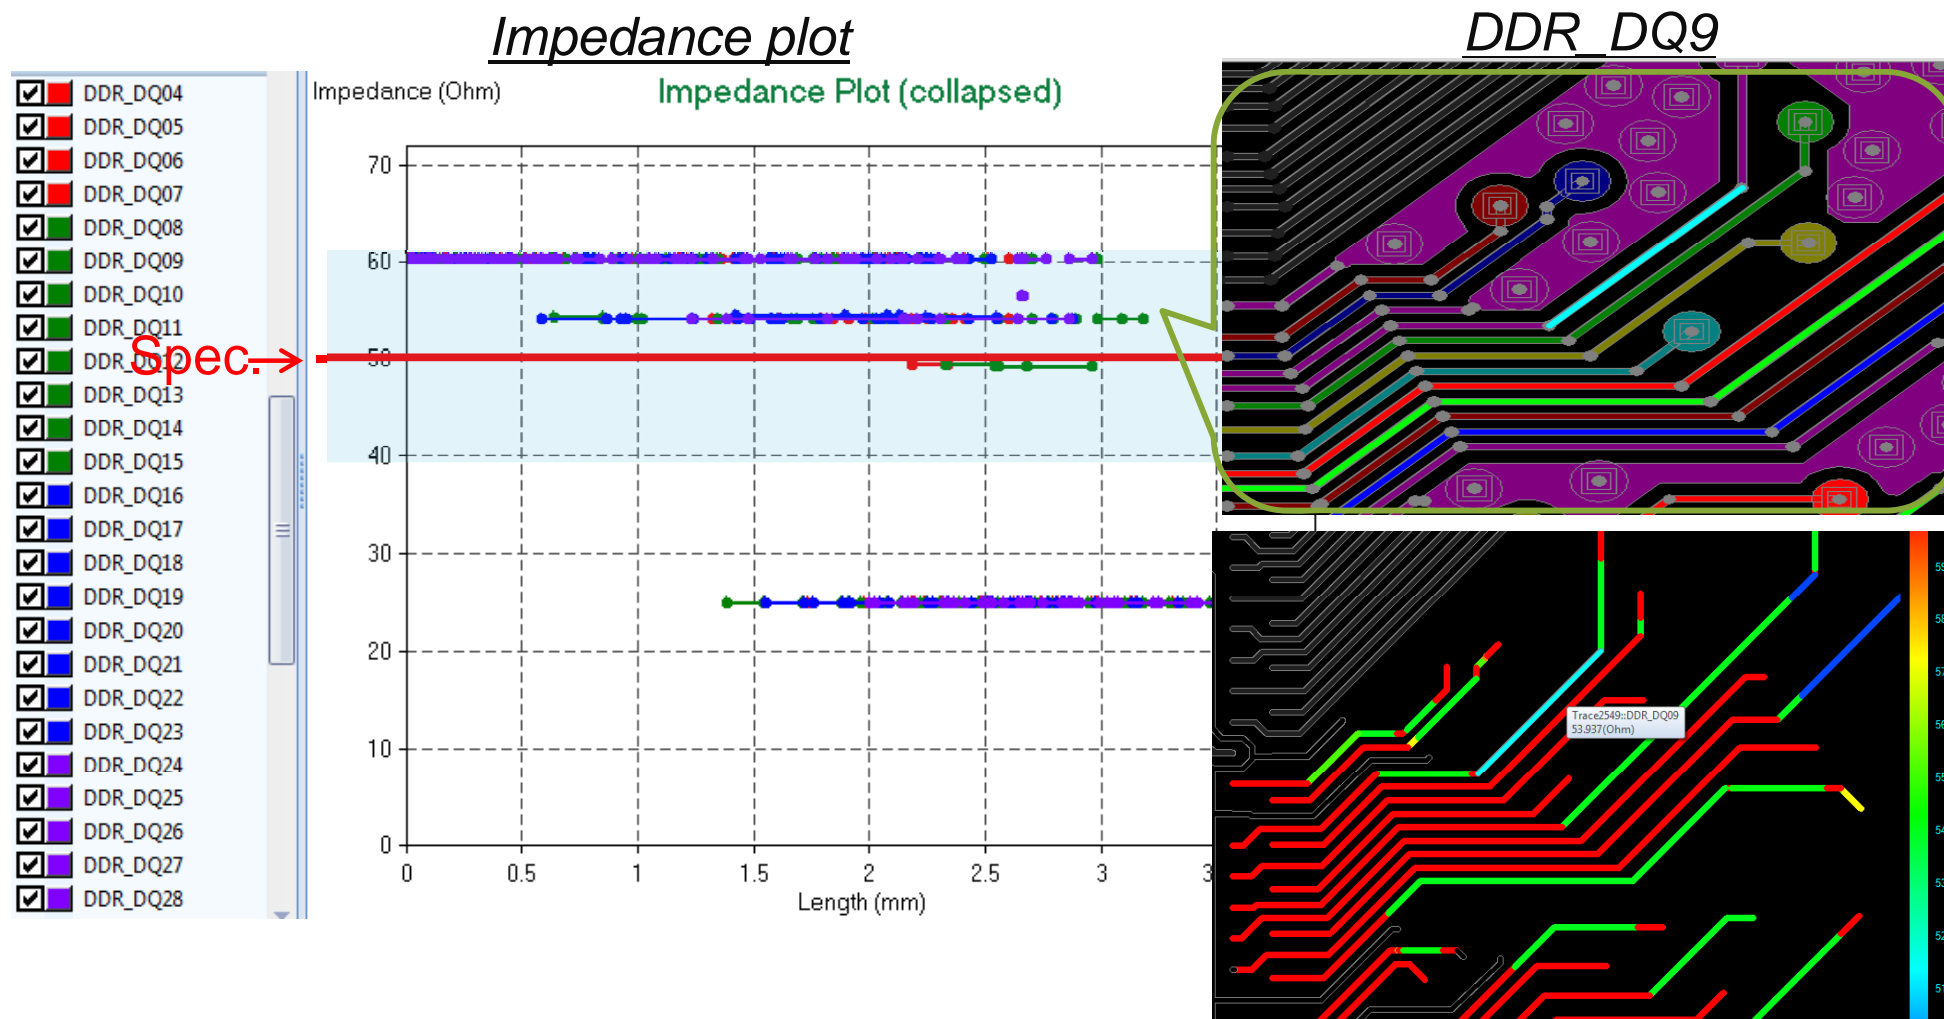 Impedance plot
DDR_DQ9
DDR_DQ04
DDR_DQ05
DDR_DQ06
DDR_DQ07
DDR_DQ08
DDR_DQ09
DDR_DQ10
DDR_DQ11
DDR_DQ12
DDR_DQ13
DDR_DQ14
DDR_DQ15
DDR_DQ16
DDR_DQ17
DDR_DQ18
DDR_DQ19
DDR_DQ20
DDR_DQ21
DDR_DQ22
DDR_DQ23
DDR_DQ24
DDR_DQ25
DDR_DQ26
DDR_DQ27
DDR_DQ28
Spec.
Impedance (Ohm)
Impedance Plot (collapsed)
70
60
50
40
30
20
10
0
0
0.5
1
1.5
2
2.5
3
Length (mm)
Trace2549::DDR_DQ09
53.937(Ohm)